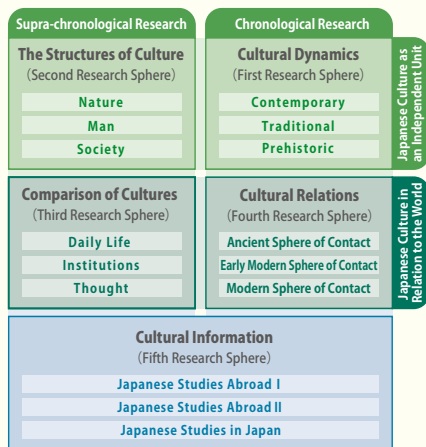 Supra-chronological Research
Chronological Research
The Structures of Culture
(Second Research Sphere)
Nature
Man
Society
Cultural Dynamics
(First Research Sphere)
Contemporary
Traditional
Prehistoric
Japanese Culture as
an Independent Unit
Comparison of Cultures
(Third Research Sphere)
Daily Life
Institutions
Thought
Cultural Relations
(Fourth Research Sphere)
Ancient Sphere of Contact
Early Modern Sphere of Contact
Modern Sphere of Contact
Japanese Culture in
Relation to the World
Cultural Information
(Fifth Research Sphere)
Japanese Studies Abroad I
Japanese Studies Abroad II
Japanese Studies in Japan